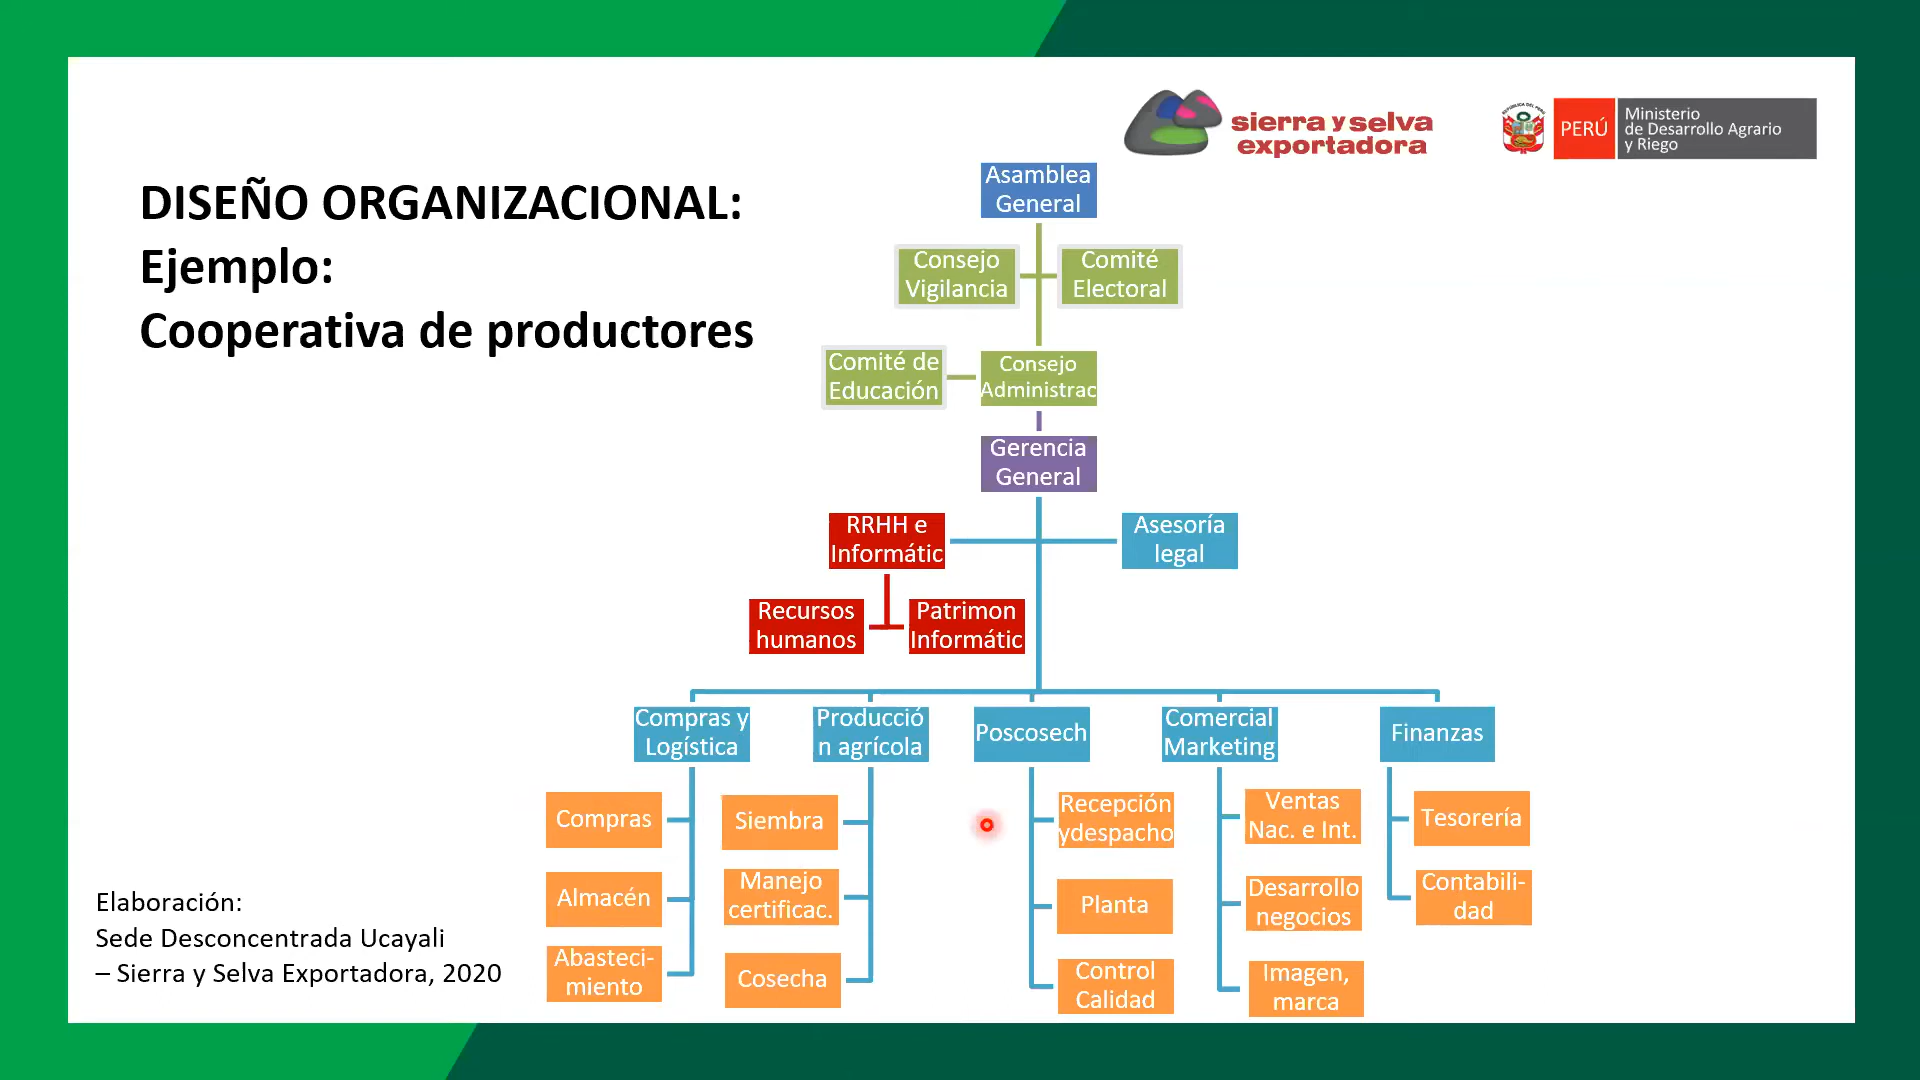 sierra y selva
exportadora
REPÚBLICA DEL PERÚ
PERÚ
Ministerio
de Desarrollo Agrario
y Riego
DISEÑO ORGANIZACIONAL:
Ejemplo:
Cooperativa de productores
Asamblea
General
Consejo
Vigilancia
Comité
Electoral
Comité de
Educación
Consejo
Administrac
Gerencia
General
RRHH e
Informátic
Asesoría
legal
Recursos
humanos
Patrimon
Informátic
Compras y
Logística
Producció
n agrícola
Poscosech
Comercial
Marketing
Finanzas
Compras
Almacén
Abasteci-
miento
Siembra
Manejo
certificac.
Cosecha
Recepción
ydespacho
Planta
Control
Calidad
Ventas
Nac. e Int.
Desarrollo
negocios
Imagen,
marca
Tesorería
Contabili-
dad
Elaboración:
Sede Desconcentrada Ucayali
– Sierra y Selva Exportadora, 2020